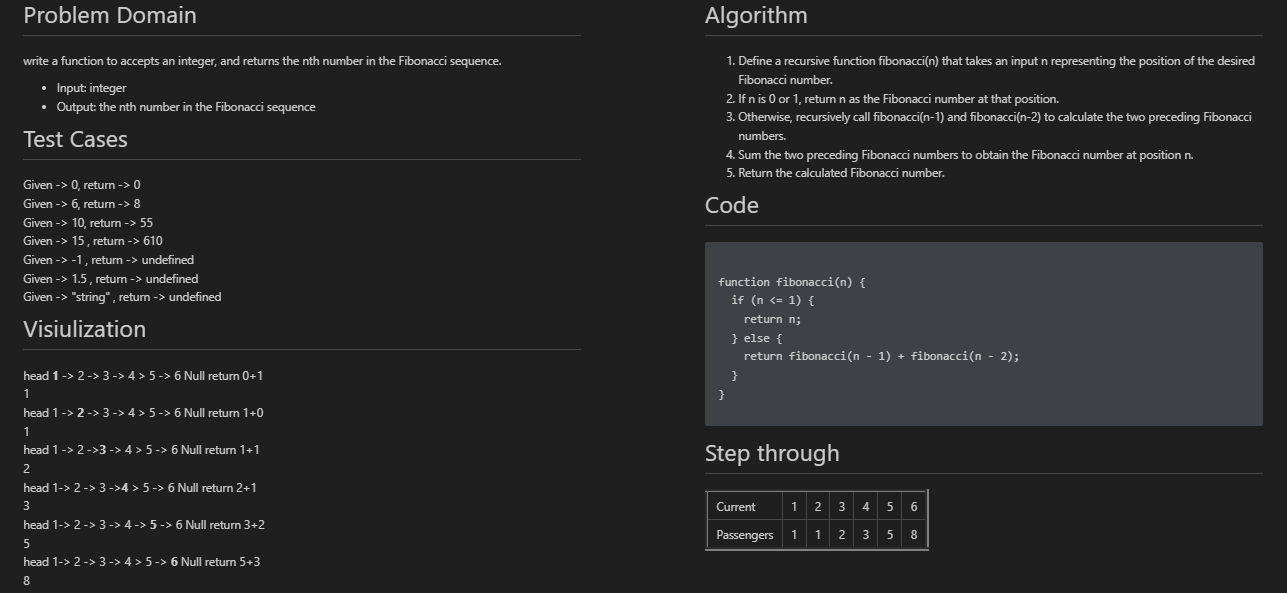 Problem Domain
write a function to accepts an integer, and returns the nth number in the Fibonacci sequence.
• Input: integer
• Output: the nth number in the Fibonacci sequence
Test Cases
Given -> 0, return -> 0
Given -> 6, return -> 8
Given -> 10, return -> 55
Given -> 15 , return -> 610
Given -> -1 , return -> undefined
Given -> 1.5 , return -> undefined
Given -> "string" , return -> undefined
Visiulization
head 1 -> 2 -> 3 -> 4 > 5 -> 6 Null return 0+1
1
head 1 -> 2 -> 3 -> 4 > 5 -> 6 Null return 1+0
1
head 1 -> 2 ->3 -> 4 > 5 -> 6 Null return 1+1
2
head 1-> 2 -> 3 ->4 > 5 -> 6 Null return 2+1
3
head 1-> 2 -> 3 -> 4 -> 5 -> 6 Null return 3+2
5
head 1-> 2 -> 3 -> 4 > 5 -> 6 Null return 5+3
8
Algorithm
1. Define a recursive function fibonacci(n) that takes an input n representing the position of the desired
Fibonacci number.
2. If n is 0 or 1, return n as the Fibonacci number at that position.
3. Otherwise, recursively call fibonacci(n-1) and fibonacci(n-2) to calculate the two preceding Fibonacci
numbers.
4. Sum the two preceding Fibonacci numbers to obtain the Fibonacci number at position n.
5. Return the calculated Fibonacci number.
Code
function fibonacci(n) {
  if (n <= 1) {
    return n;
  } else {
    return fibonacci(n - 1) + fibonacci(n - 2);
  }
}
Step through
Current 1 2 3 4 5 6
Passengers 1 1 2 3 5 8